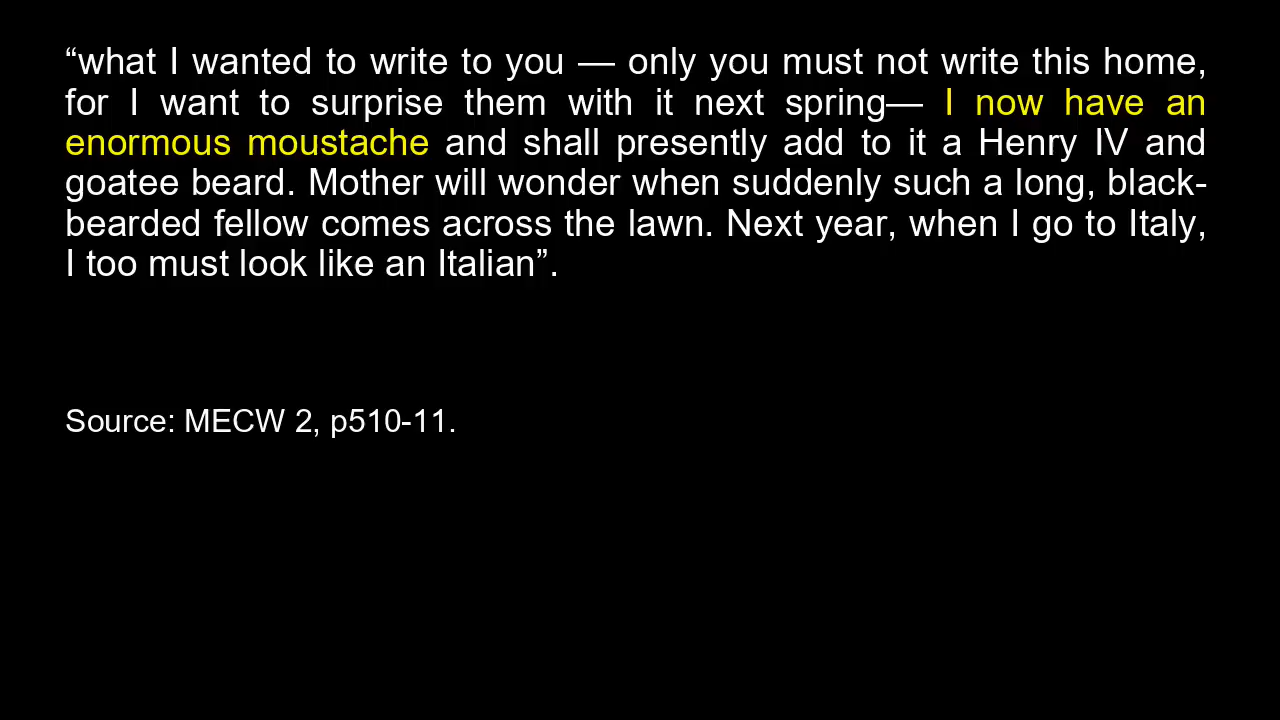 “what I wanted to write to you — only you must not write this home,
for I want to surprise them with it next spring— I now have an
enormous moustache and shall presently add to it a Henry IV and
goatee beard. Mother will wonder when suddenly such a long, black-
bearded fellow comes across the lawn. Next year, when I go to Italy,
I too must look like an Italian”.
Source: MECW 2, p510-11.